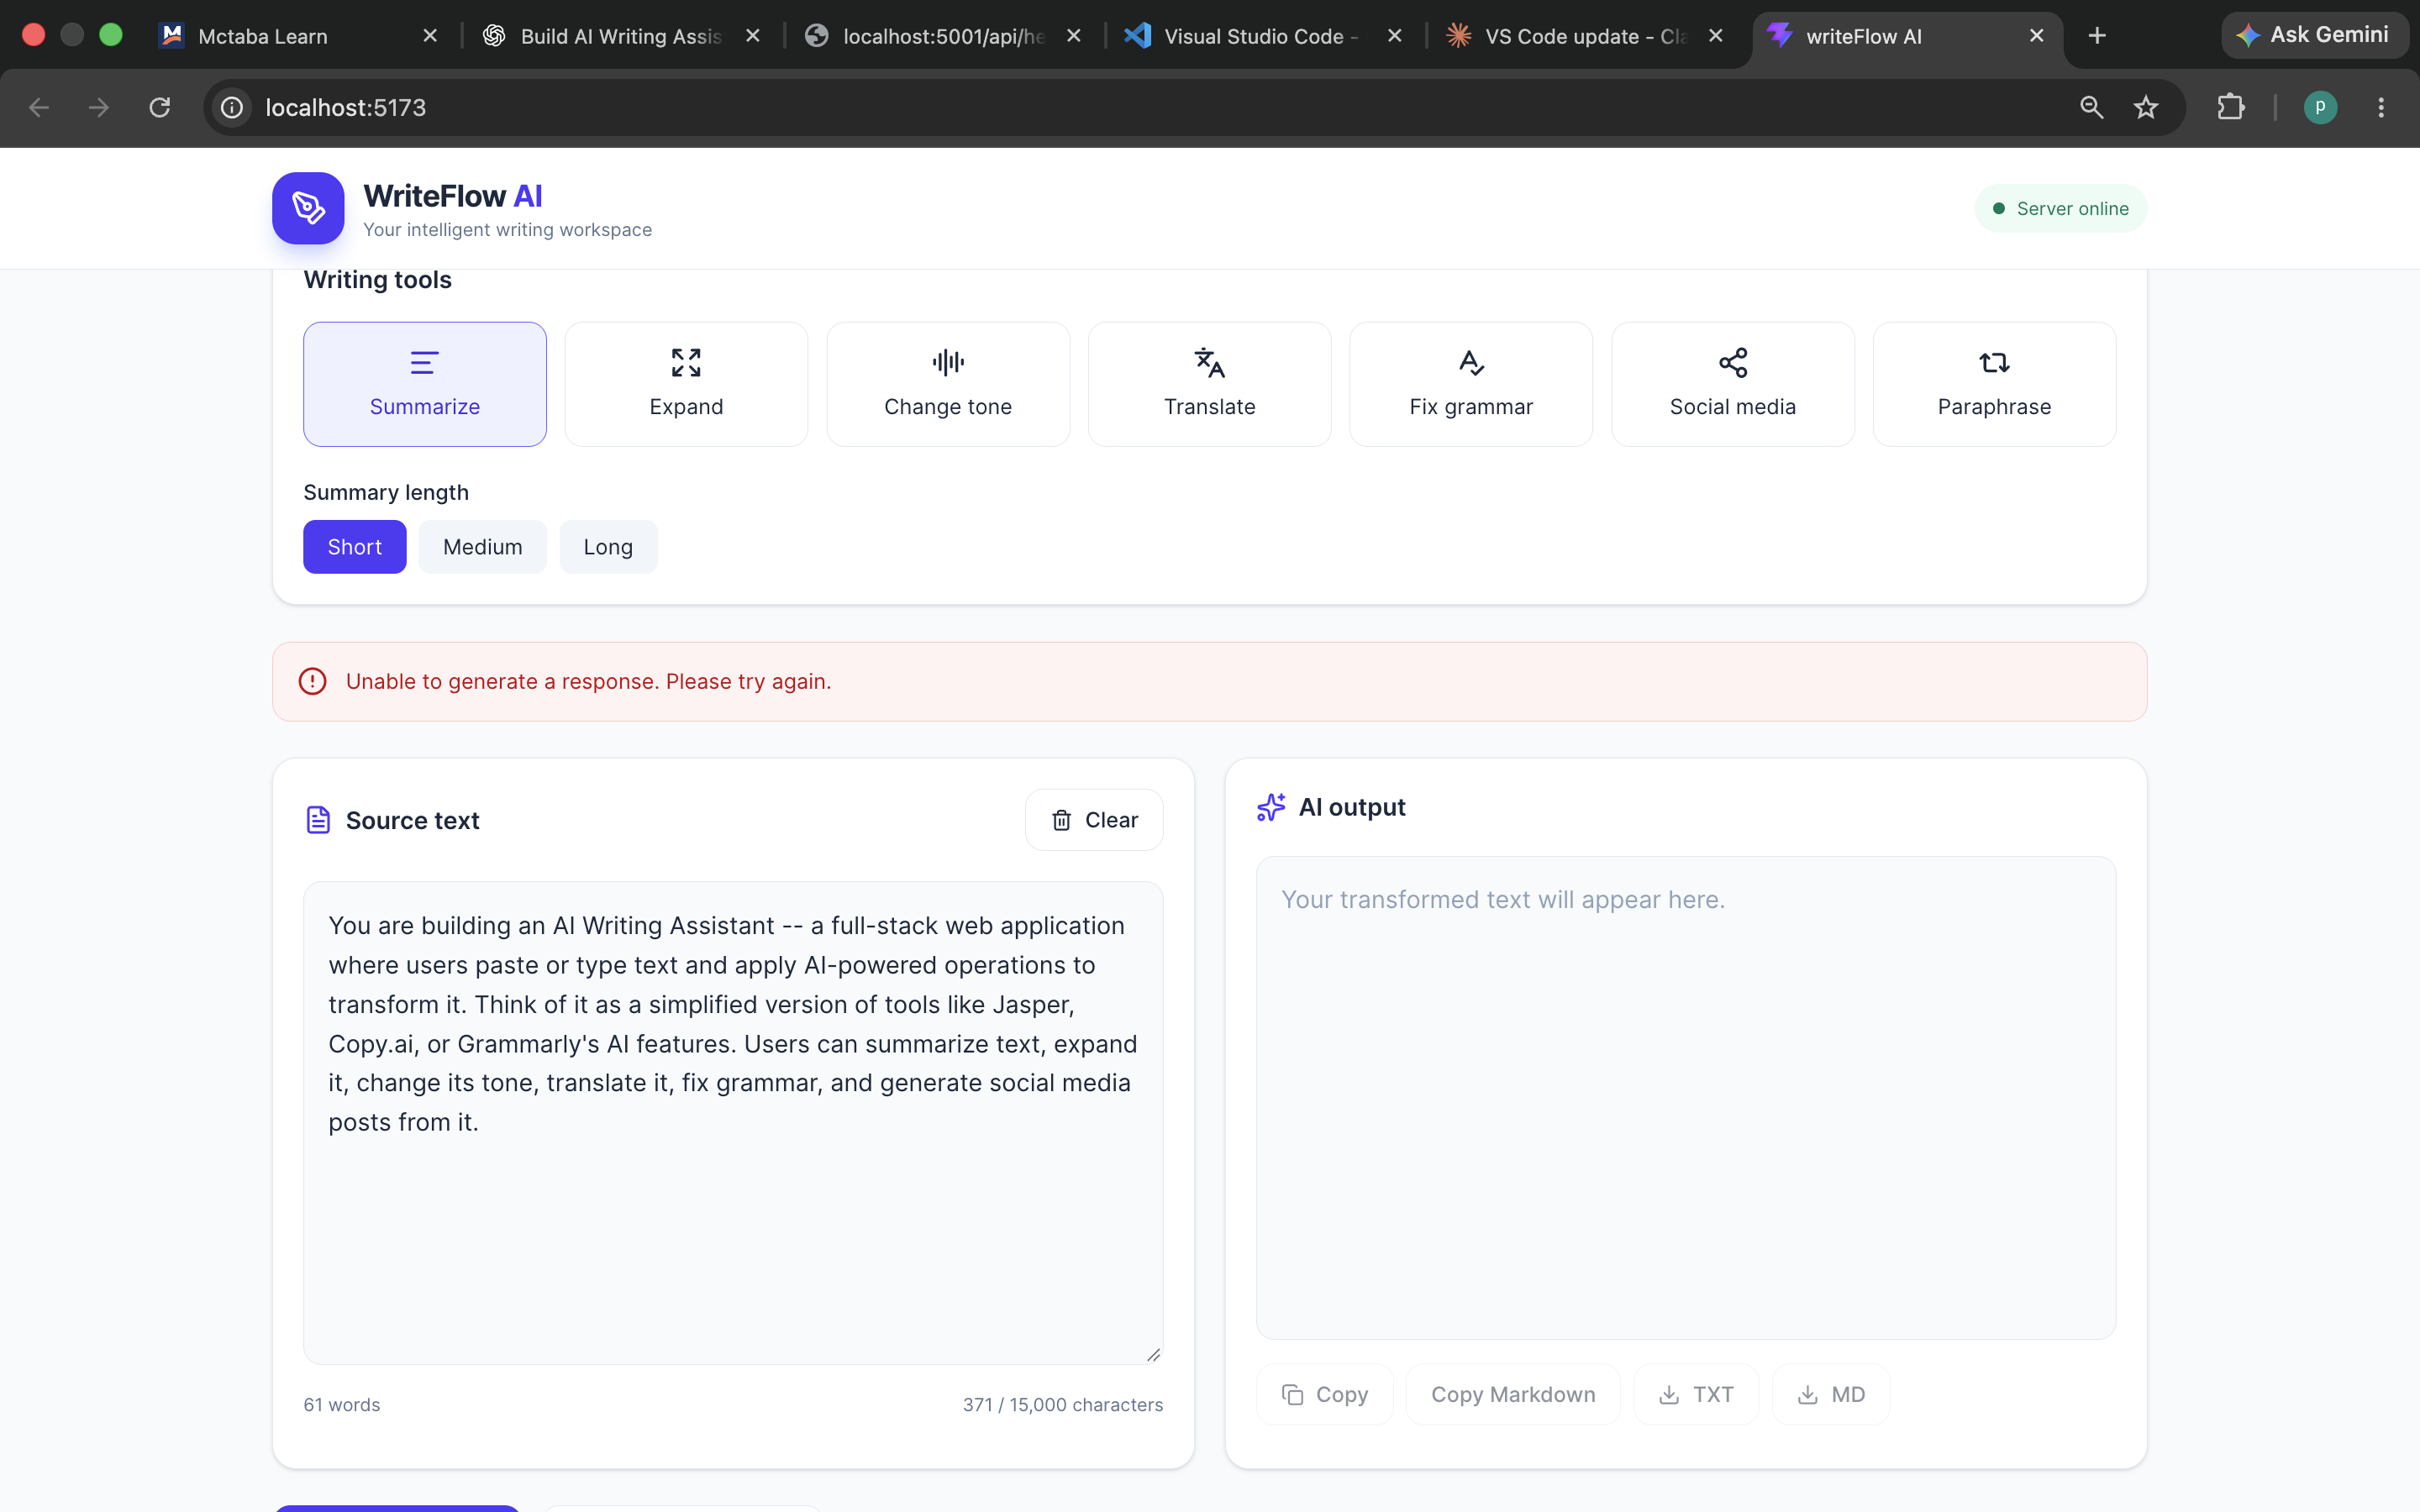 Mctaba Learn
Build AI Writing Assis
localhost:5001/api/he
Visual Studio Code -
VS Code update - Cla
writeFlow AI
Ask Gemini
localhost:5173
p
WriteFlow AI
Your intelligent writing workspace
Server online
Writing tools
Summarize
Expand
Change tone
Translate
Fix grammar
Social media
Paraphrase
Summary length
Short
Medium
Long
Unable to generate a response. Please try again.
Source text
Clear
You are building an AI Writing Assistant -- a full-stack web application
where users paste or type text and apply AI-powered operations to
transform it. Think of it as a simplified version of tools like Jasper,
Copy.ai, or Grammarly's AI features. Users can summarize text, expand
it, change its tone, translate it, fix grammar, and generate social media
posts from it.
61 words
371 / 15,000 characters
AI output
Your transformed text will appear here.
Copy
Copy Markdown
TXT
MD